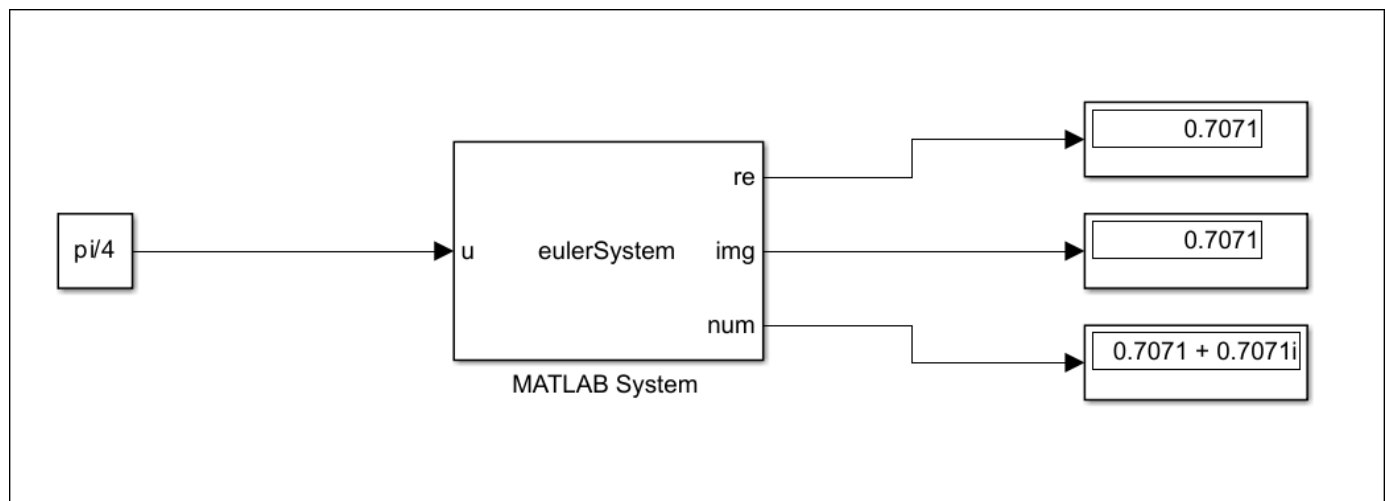 pi/4
u
eulerSystem
re
img
num
MATLAB System
0.7071
0.7071
0.7071 + 0.7071i